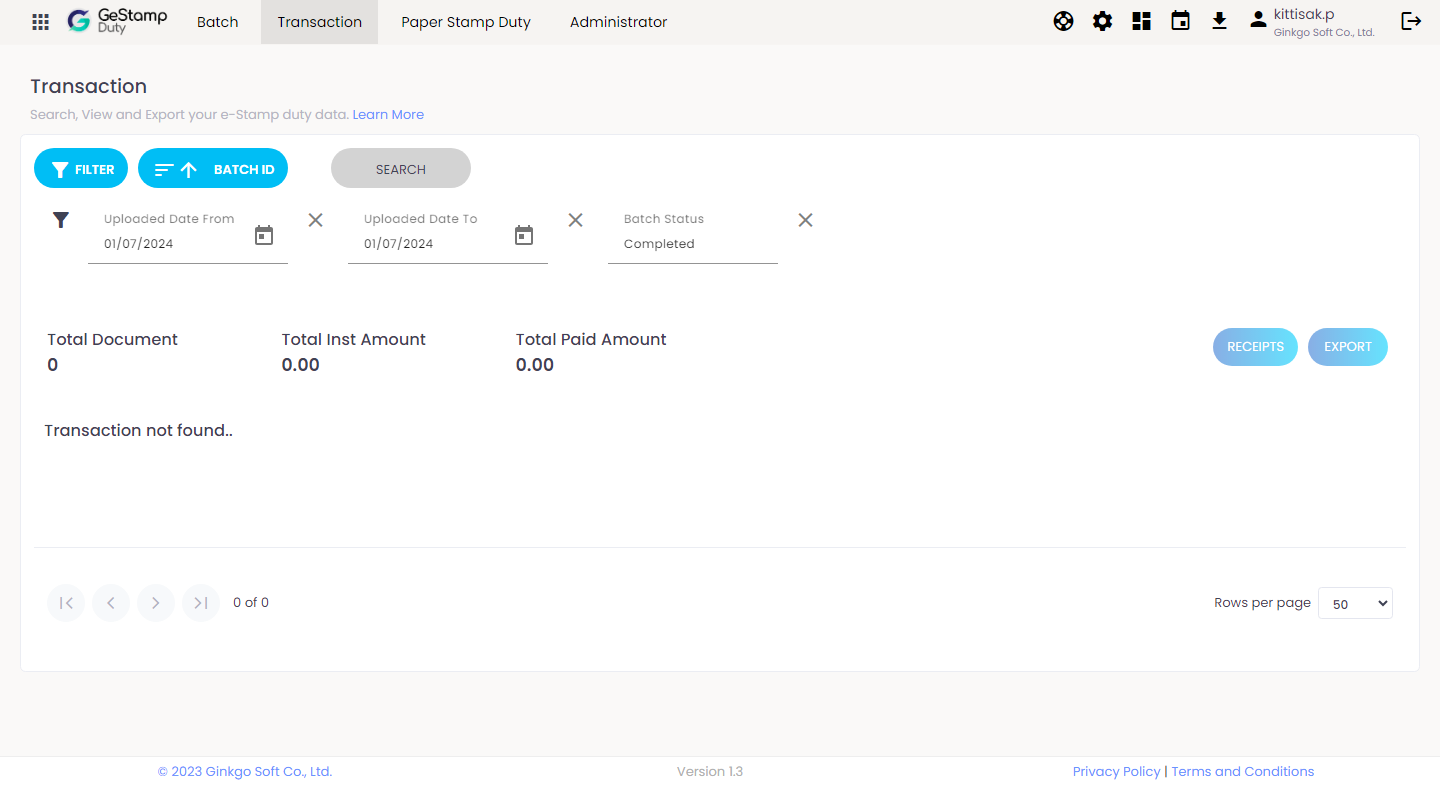 GeStamp
Duty
Batch
Transaction
Paper Stamp Duty
Administrator
kittisak.p
Ginkgo Soft Co., Ltd.
Transaction
Search, View and Export your e-Stamp duty data. Learn More
FILTER
BATCH ID
SEARCH
Uploaded Date From
01/07/2024
Uploaded Date To
01/07/2024
Batch Status
Completed
Total Document
0
Total Inst Amount
0.00
Total Paid Amount
0.00
RECEIPTS
EXPORT
Transaction not found..
0 of 0
Rows per page
50
© 2023 Ginkgo Soft Co., Ltd.
Version 1.3
Privacy Policy | Terms and Conditions